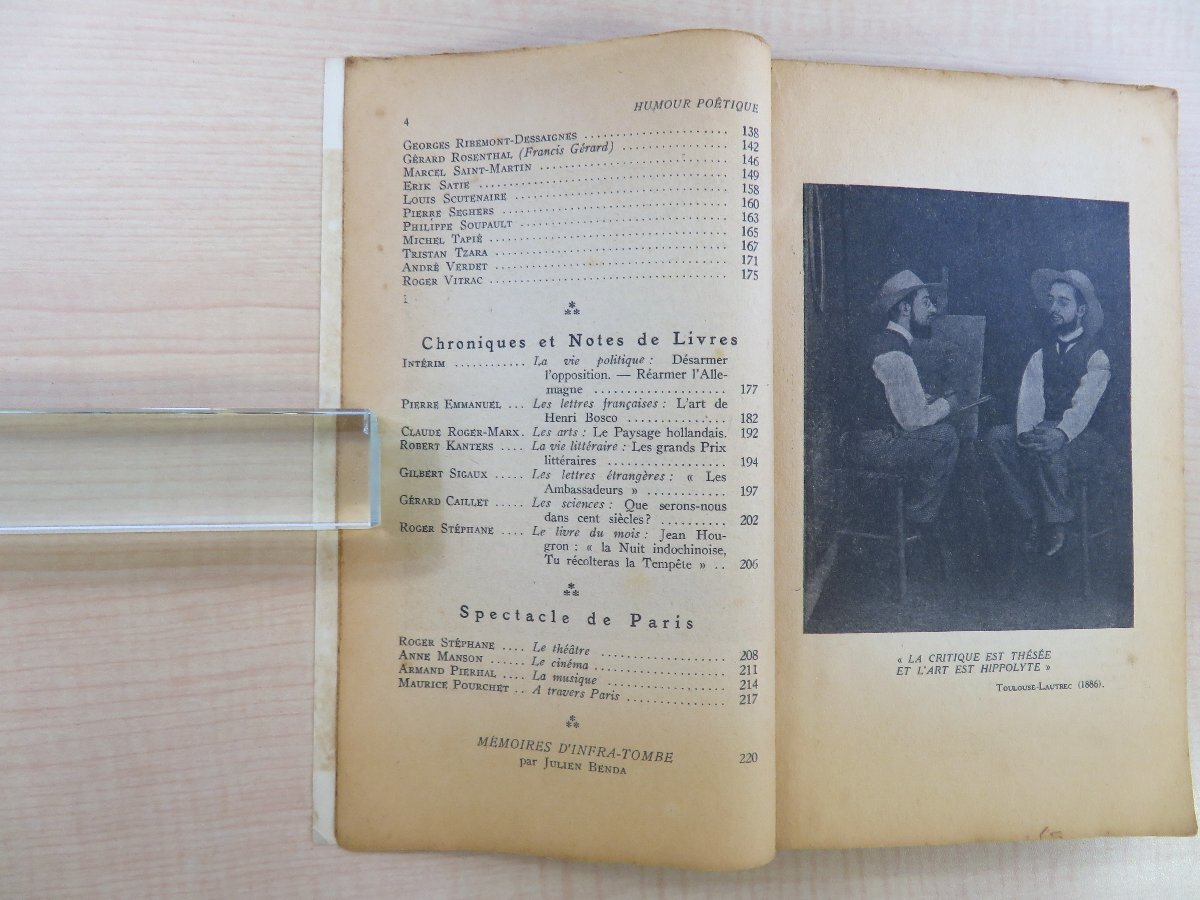 4
HUMOUR POÉTIQUE
GEORGES RIBEMONT-DESSAIGNES .................... 138
GÉRARD ROSENTHAL (Francis Gérard) .................... 142
MARCEL SAINT-MARTIN .................... 146
ERIK SATIE .................... 149
LOUIS SCUTENAIRE .................... 158
PIERRE SEGHERS .................... 160
PHILIPPE SOUPAULT .................... 163
MICHEL TAPIÉ .................... 165
TRISTAN TZARA .................... 167
ANDRÉ VERDET .................... 171
ROGER VITRAC .................... 175
***
Chroniques et Notes de Livres
INTÉRIM ............ La vie politique : Désarmer
l'opposition. — Réarmer l'Alle-
magne .................... 177
PIERRE EMMANUEL ... Les lettres françaises : L'art de
Henri Bosco ............... 182
CLAUDE ROGER-MARX. Les arts : Le Paysage hollandais. 192
ROBERT KANTERS .... La vie littéraire : Les grands Prix
littéraires .................. 194
GILBERT SIGAUX ..... Les lettres étrangères : « Les
Ambassadeurs » ............ 197
GÉRARD CAILLET ..... Les sciences : Que serons-nous
dans cent siècles ? .......... 202
ROGER STÉPHANE .... Le livre du mois : Jean Hou-
gron : « la Nuit indochinoise,
Tu récolteras la Tempête » .. 206
***
Spectacle de Paris
ROGER STÉPHANE .... Le théâtre .................... 208
ANNE MANSON ...... Le cinéma .................... 211
ARMAND PIERHAL .... La musique .................... 214
MAURICE POURCHET .. A travers Paris ............... 217
***
MÉMOIRES D'INFRA-TOMBE 220
par JULIEN BENDA
« LA CRITIQUE EST THÉSÉE
ET L'ART EST HIPPOLYTE »
TOULOUSE-LAUTREC (1886).